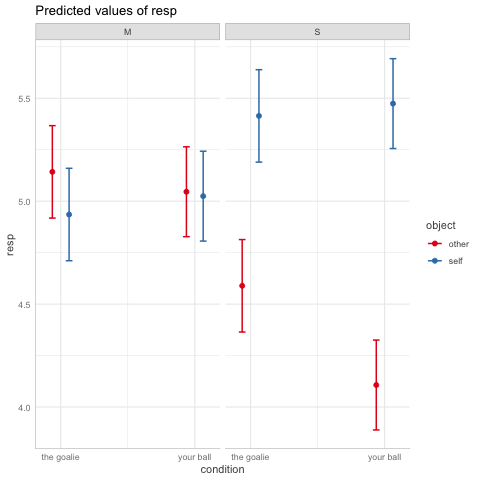 Predicted values of resp
M
S
5.5
5.0
4.5
4.0
resp
the goalie
your ball
the goalie
your ball
condition
object
other
self